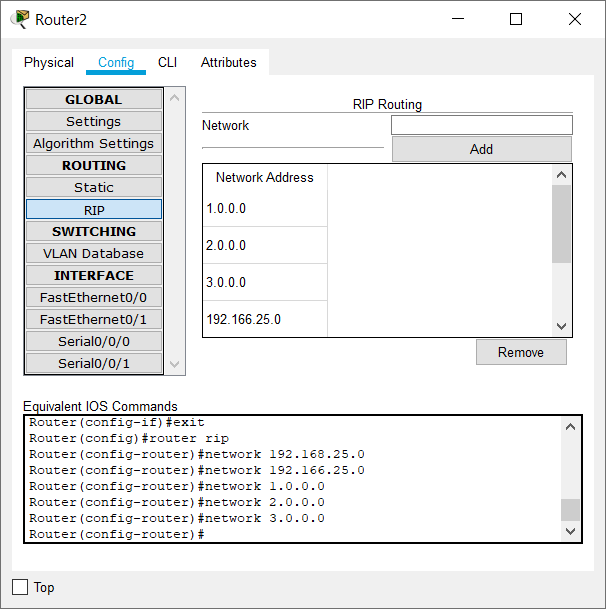 Router2
Physical Config CLI Attributes
GLOBAL
Settings
Algorithm Settings
ROUTING
Static
RIP
SWITCHING
VLAN Database
INTERFACE
FastEthernet0/0
FastEthernet0/1
Serial0/0/0
Serial0/0/1
RIP Routing
Network
Add
Network Address
1.0.0.0
2.0.0.0
3.0.0.0
192.166.25.0
Remove
Equivalent IOS Commands
Router(config-if)#exit
Router(config)#router rip
Router(config-router)#network 192.168.25.0
Router(config-router)#network 192.166.25.0
Router(config-router)#network 1.0.0.0
Router(config-router)#network 2.0.0.0
Router(config-router)#network 3.0.0.0
Router(config-router)#
Top